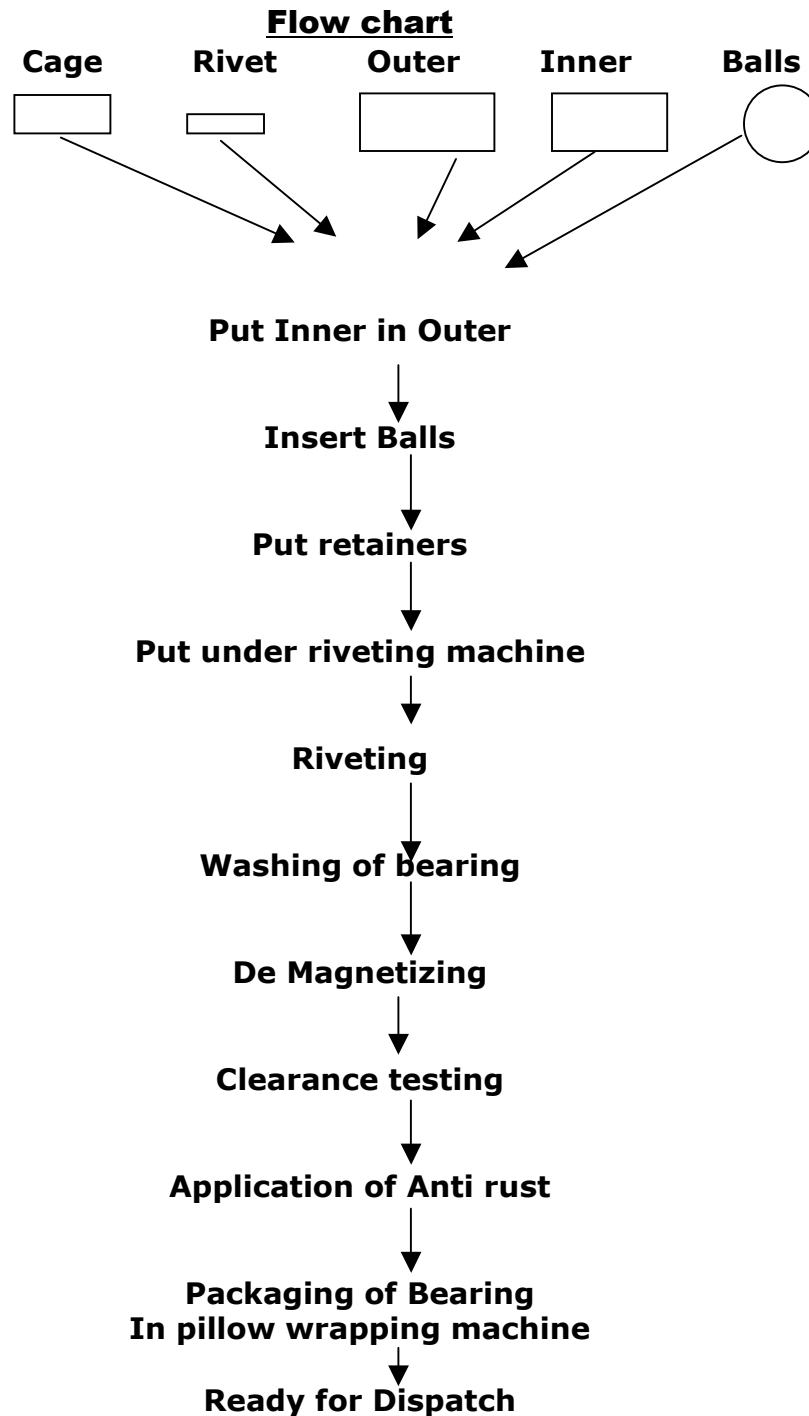 Flow chart
Cage Rivet Outer Inner Balls
Put Inner in Outer
Insert Balls
Put retainers
Put under riveting machine
Riveting
Washing of bearing
De Magnetizing
Clearance testing
Application of Anti rust
Packaging of Bearing
In pillow wrapping machine
Ready for Dispatch